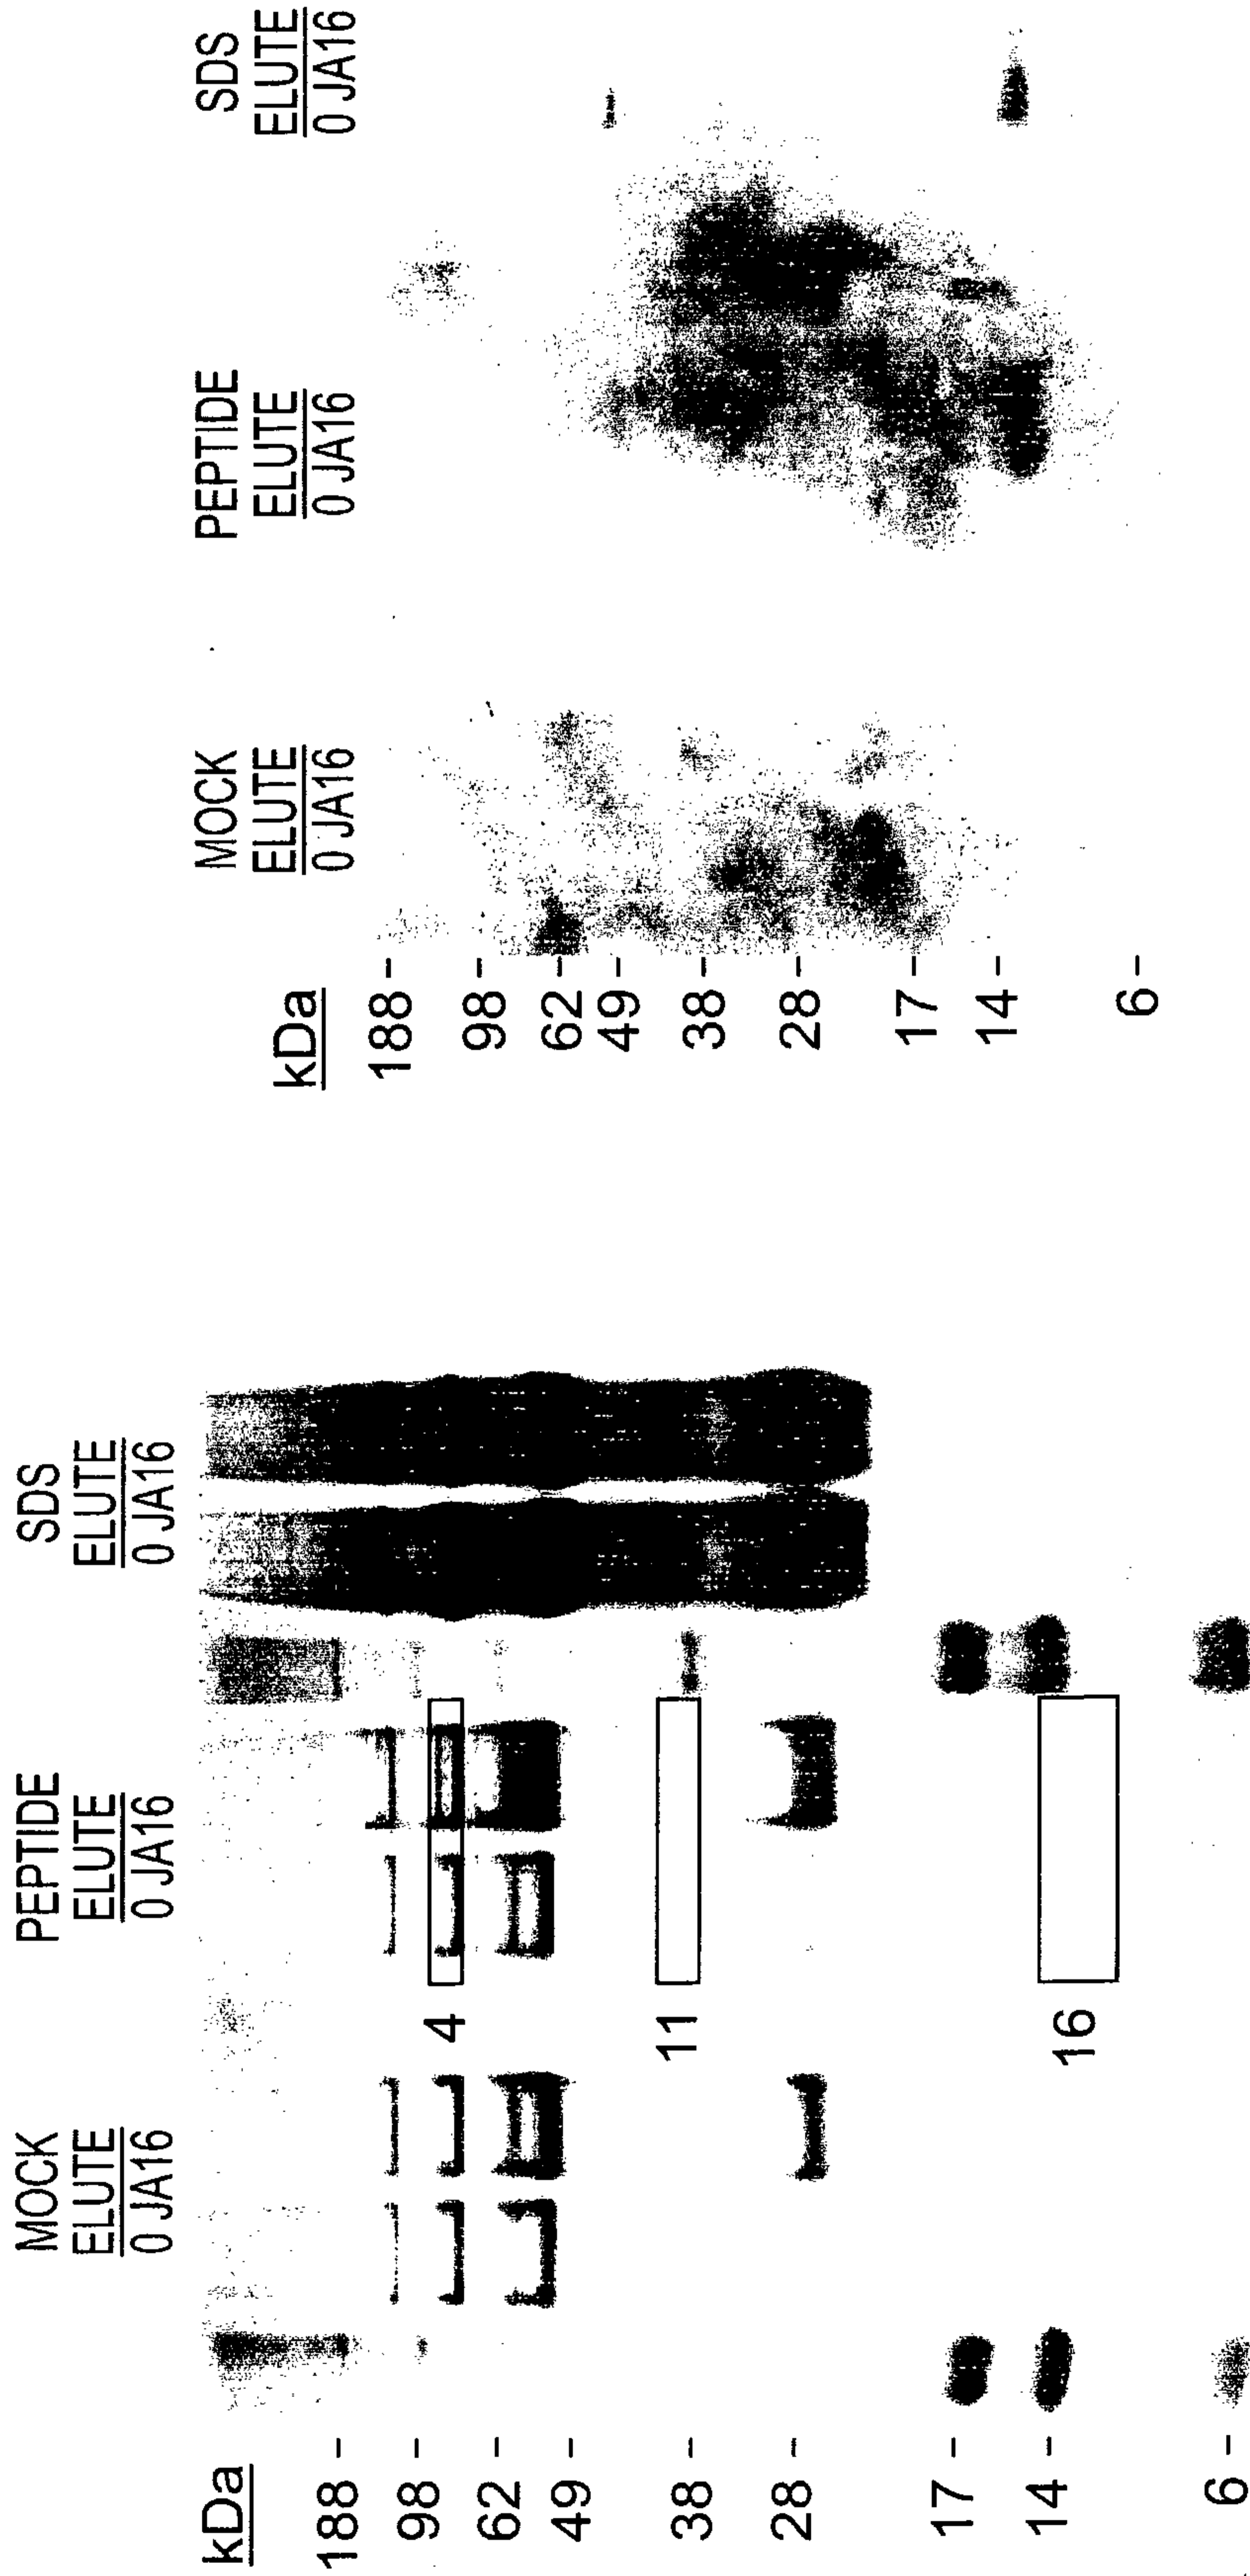 MOCK
ELUTE
0 JA16
PEPTIDE
ELUTE
0 JA16
SDS
ELUTE
0 JA16
kDa
188
98
62
49
38
28
17
14
6
4
11
16
MOCK
ELUTE
0 JA16
PEPTIDE
ELUTE
0 JA16
SDS
ELUTE
0 JA16
kDa
188
98
62
49
38
28
17
14
6